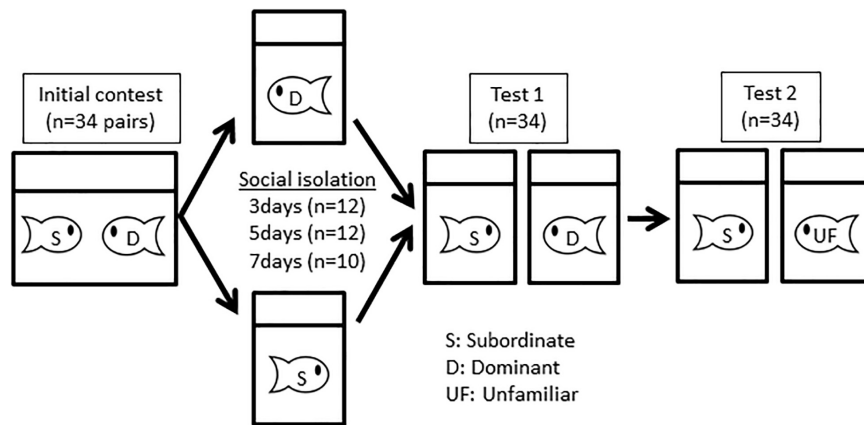 Initial contest
(n=34 pairs)
S
D
D
Social isolation
3days (n=12)
5days (n=12)
7days (n=10)
S
Test 1
(n=34)
S
D
Test 2
(n=34)
S
UF
S: Subordinate
D: Dominant
UF: Unfamiliar